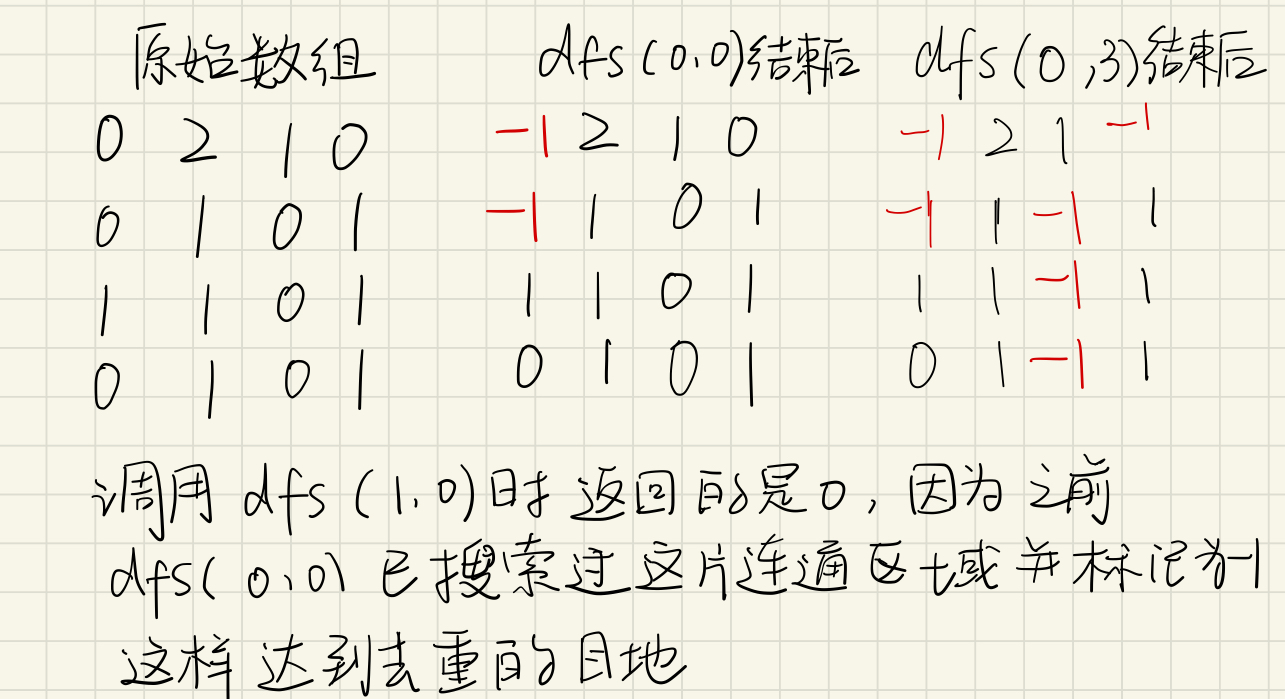 原始数组 dfs(0,0)结束后 dfs(0,3)结束后
0 2 1 0 -1 2 1 0 -1 2 1 -1
0 1 0 1 -1 1 0 1 -1 1 -1 1
1 1 0 1 1 1 0 1 1 1 -1 1
0 1 0 1 0 1 0 1 0 1 -1 1
调用 dfs (1,0)时 返回的是0, 因为 之前
dfs(0,0) 已搜索过这片连通区域并标记为-1
这样 达到去重的目地